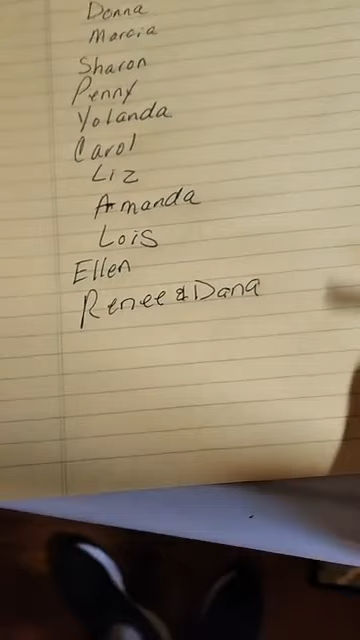 Donna
Marcia
Sharon
Penny
Yolanda
Carol
Liz
Amanda
Lois
Ellen
Renee & Dana